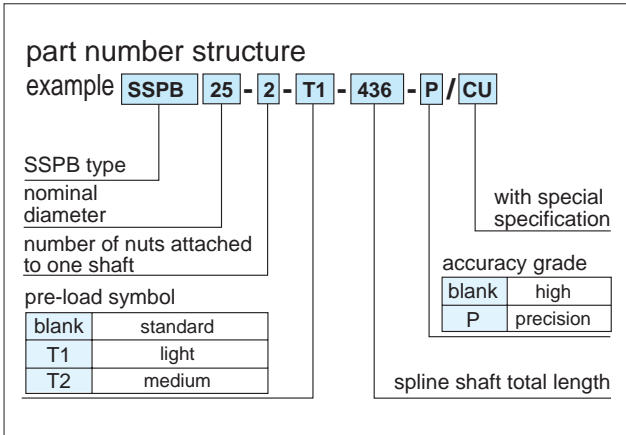 part number structure
example SSPB 25 - 2 - T1 - 436 - P / CU
SSPB type
nominal
diameter
number of nuts attached
to one shaft
pre-load symbol
blank standard
T1 light
T2 medium
with special
specification
accuracy grade
blank high
P precision
spline shaft total length